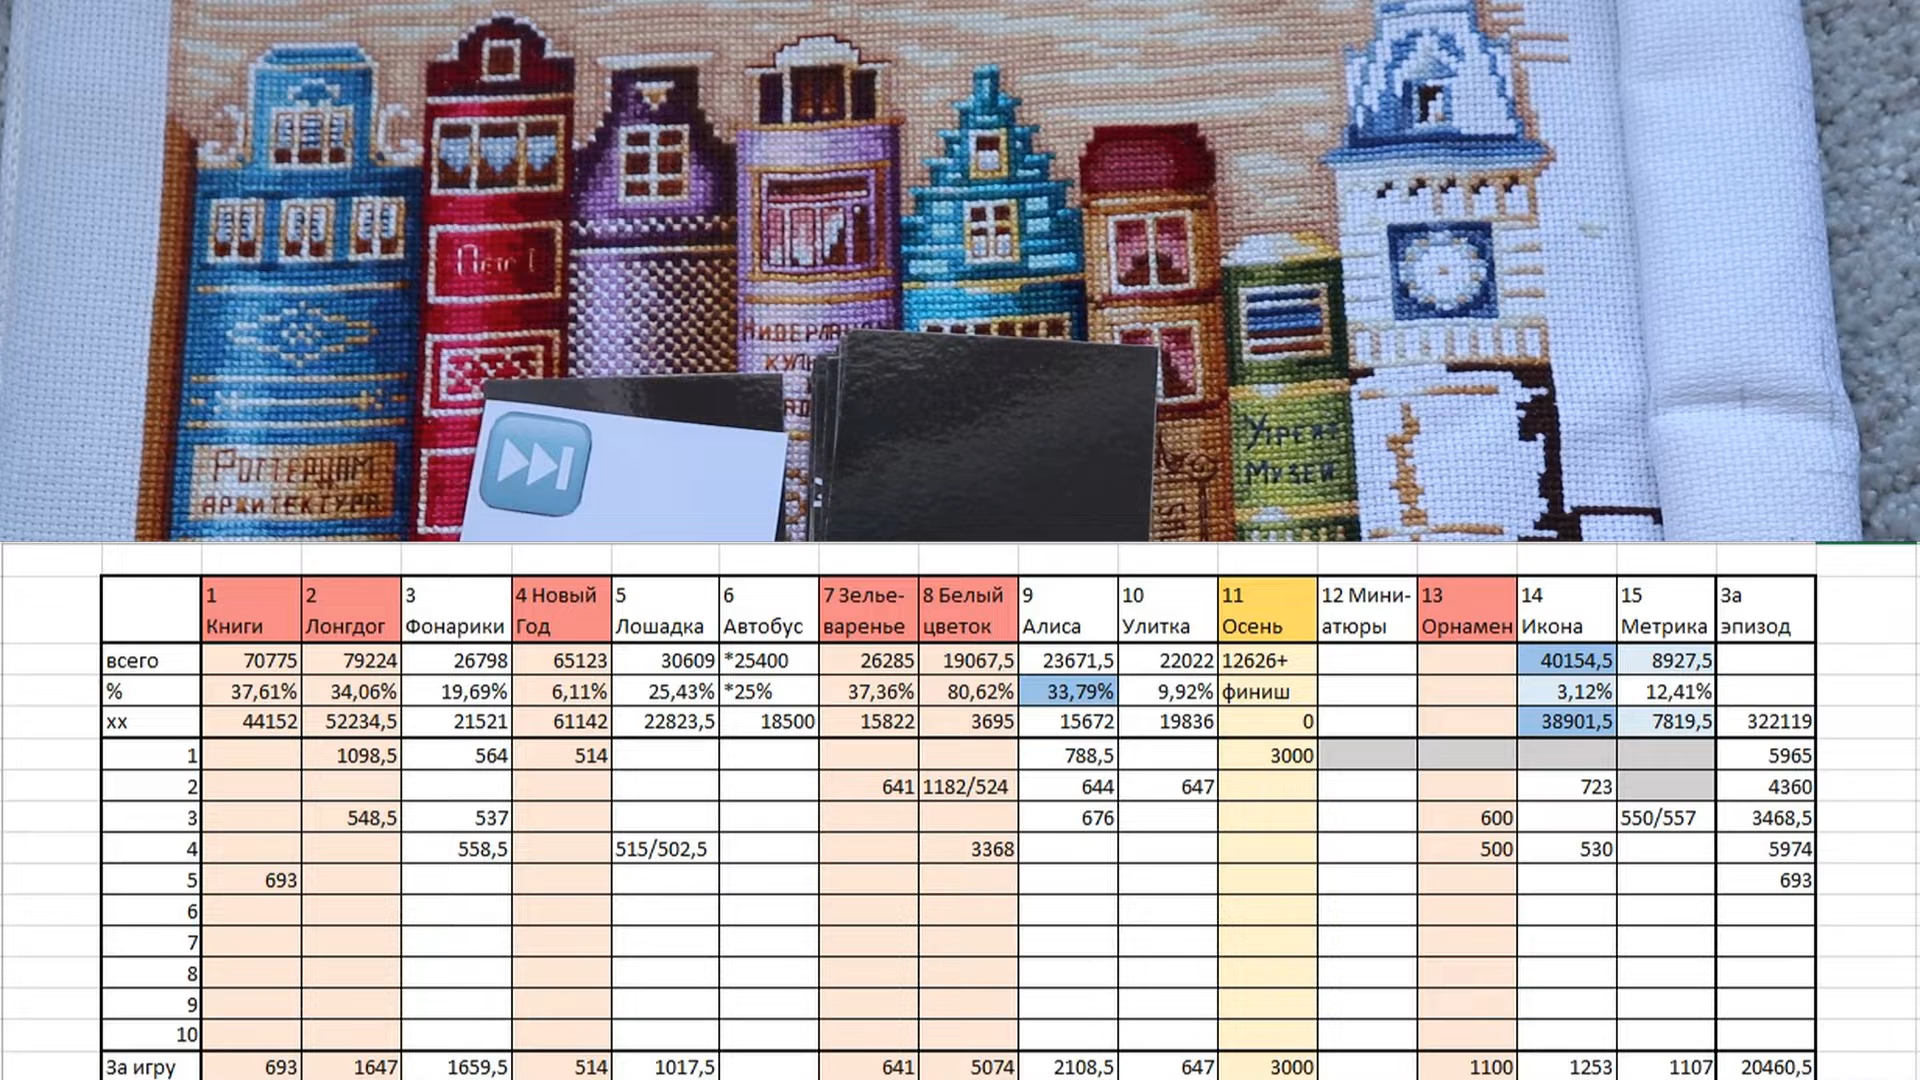 РОТТЕРДАМ
АРХИТЕКТУРА
МУЗЕЙ
1 Книги	2 Лонгдог	3 Фонарики	4 Новый Год	5 Лошадка	6 Автобус	7 Зелье-варенье	8 Белый цветок	9 Алиса	10 Улитка	11 Осень	12 Мини-атюры	13 Орнамен	14 Икона	15 Метрика	За эпизод
всего	70775	79224	26798	65123	30609	*25400	26285	19067,5	23671,5	22022	12626+	40154,5	8927,5
%	37,61%	34,06%	19,69%	6,11%	25,43%	*25%	37,36%	80,62%	33,79%	9,92%	финиш	3,12%	12,41%
хх	44152	52234,5	21521	61142	22823,5	18500	15822	3695	15672	19836	0	38901,5	7819,5	322119
1	1098,5	564	514	788,5	3000	5965
2	641	1182/524	644	647	723	4360
3	548,5	537	676	600	550/557	3468,5
4	558,5	515/502,5	3368	500	530	5974
5	693	693
6
7
8
9
10
За игру	693	1647	1659,5	514	1017,5	641	5074	2108,5	647	3000	1100	1253	1107	20460,5